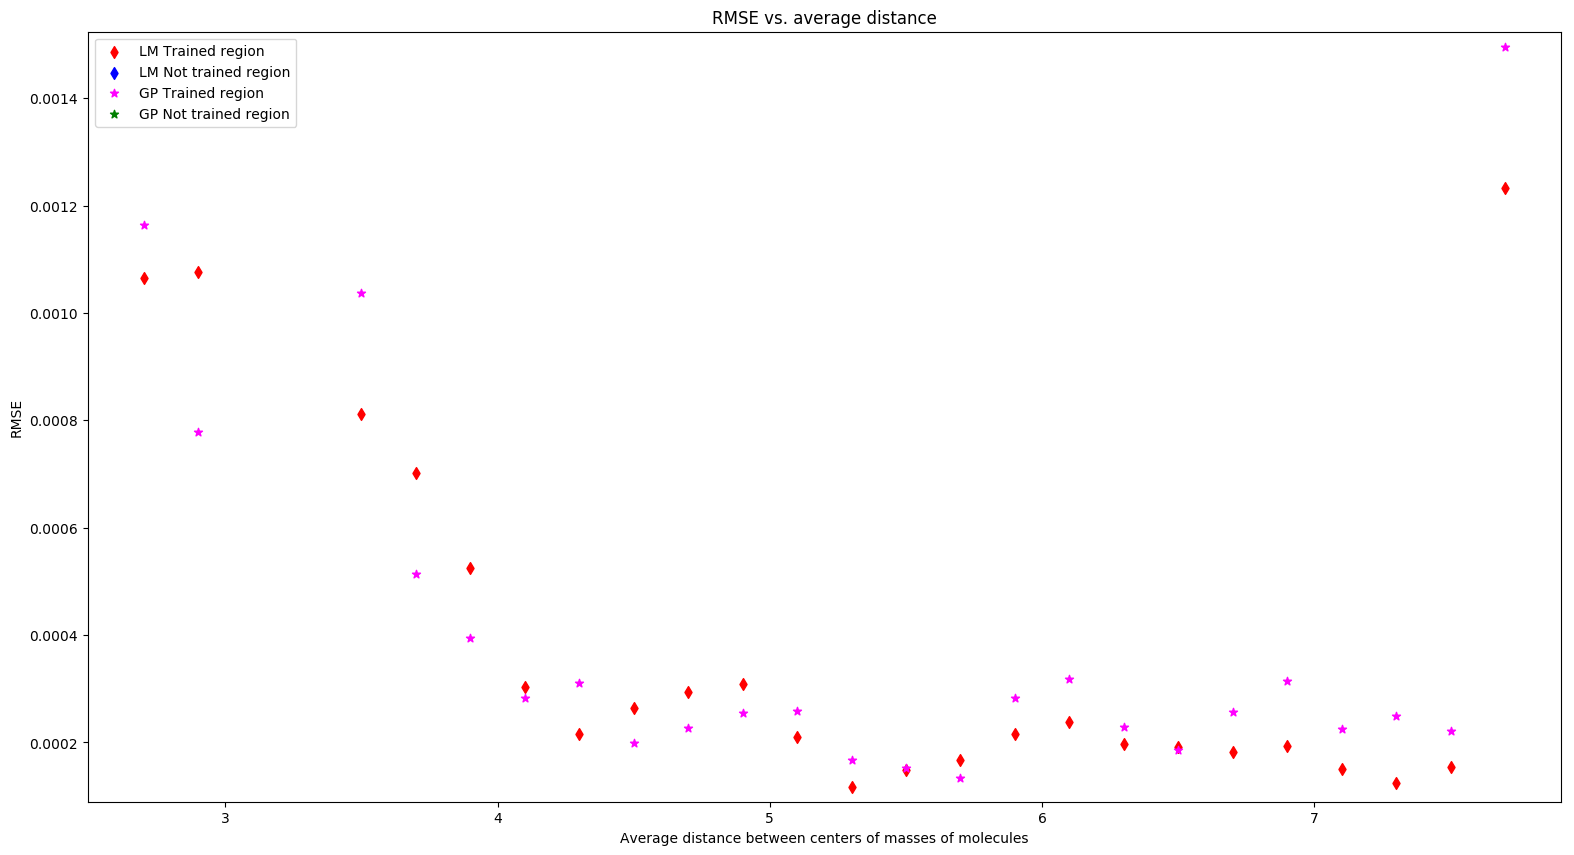 RMSE vs. average distance
LM Trained region
LM Not trained region
GP Trained region
GP Not trained region
0.0014
0.0012
0.0010
0.0008
0.0006
0.0004
0.0002
RMSE
3 4 5 6 7
Average distance between centers of masses of molecules